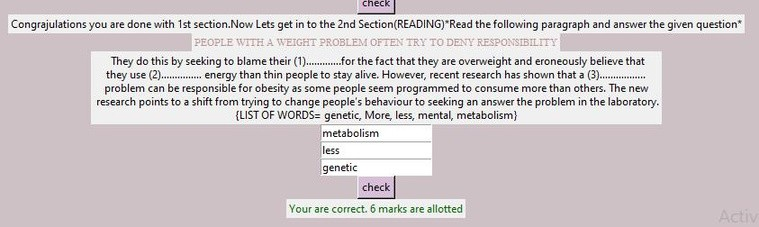 check
Congrajulations you are done with 1st section.Now Lets get in to the 2nd Section(READING)*Read the following paragraph and answer the given question*
PEOPLE WITH A WEIGHT PROBLEM OFTEN TRY TO DENY RESPONSIBILITY
They do this by seeking to blame their (1).............for the fact that they are overweight and eroneously believe that
they use (2)............... energy than thin people to stay alive. However, recent research has shown that a (3).................
problem can be responsible for obesity as some people seem programmed to consume more than others. The new
research points to a shift from trying to change people's behaviour to seeking an answer the problem in the laboratory.
{LIST OF WORDS= genetic, More, less, mental, metabolism}
metabolism
less
genetic
check
Your are correct. 6 marks are allotted
Activ